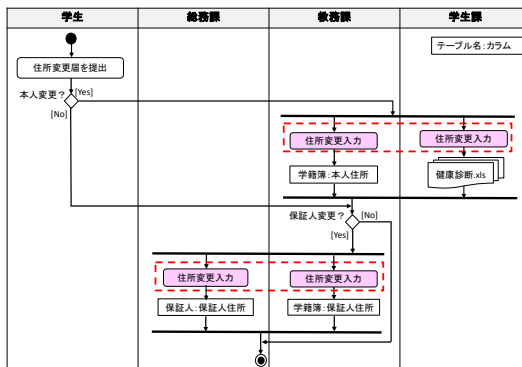 学生
総務課
教務課
学生課
テーブル名:カラム
住所変更届を提出
本人変更?
[Yes]
[No]
住所変更入力
住所変更入力
学籍簿:本人住所
健康診断.xls
保証人変更?
[No]
[Yes]
住所変更入力
住所変更入力
保証人:保証人住所
学籍簿:保証人住所